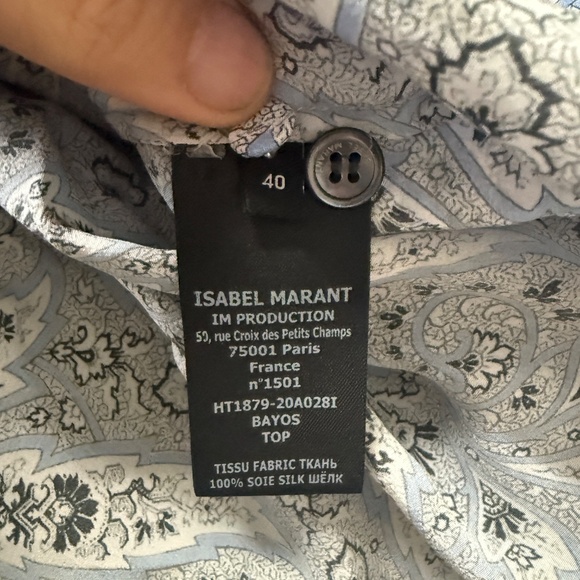 40
ISABEL MARANT
IM PRODUCTION
50, rue Croix des Petits Champs
75001 Paris
France
n°1501
HT1879-20A028I
BAYOS
TOP
TISSU FABRIC ТКАНЬ
100% SOIE SILK ШЁЛК